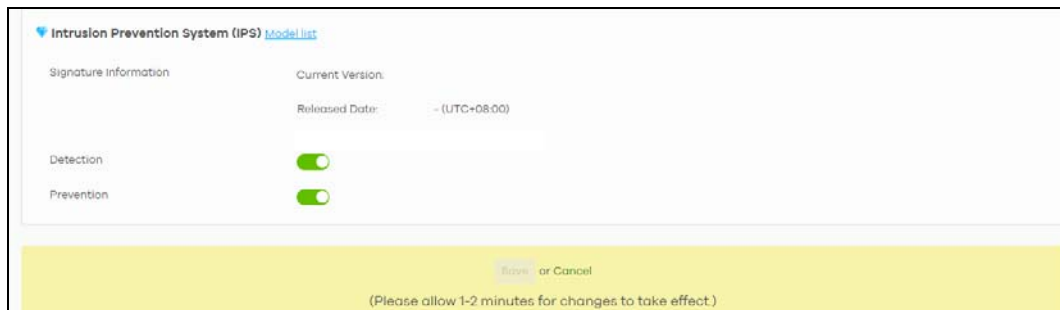 Intrusion Prevention System (IPS) Model list
Signature Information Current Version:
Released Date: - (UTC+08:00)
Detection
Prevention
Save or Cancel
(Please allow 1-2 minutes for changes to take effect.)